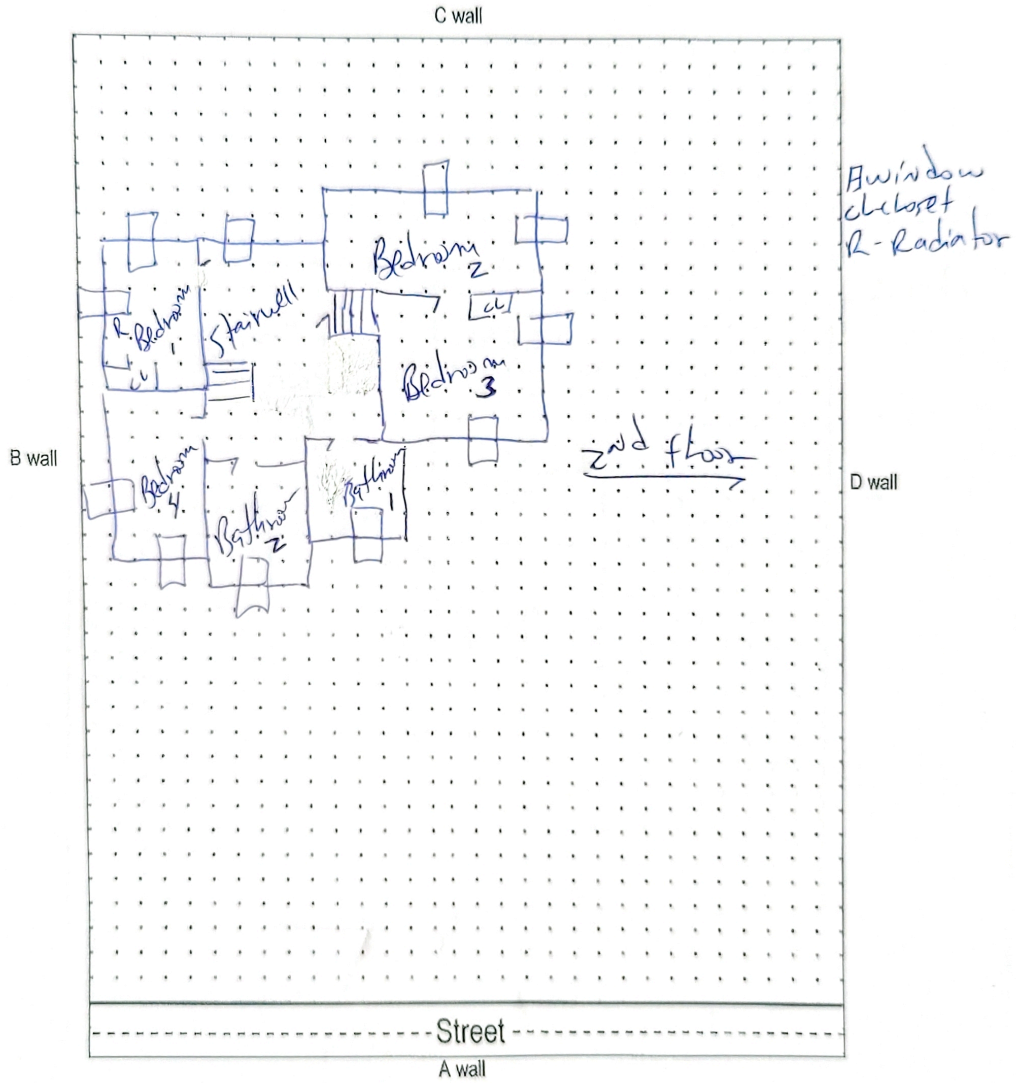 C wall
⊟window
cl-closet
R-Radiator
Bedroom
2
Stairwell
R
Bedroom
1
cl
cl
Bedroom
3
2nd floor
B wall
D wall
Bedroom
4
Bathroom
1
Bathroom
2
Street
A wall